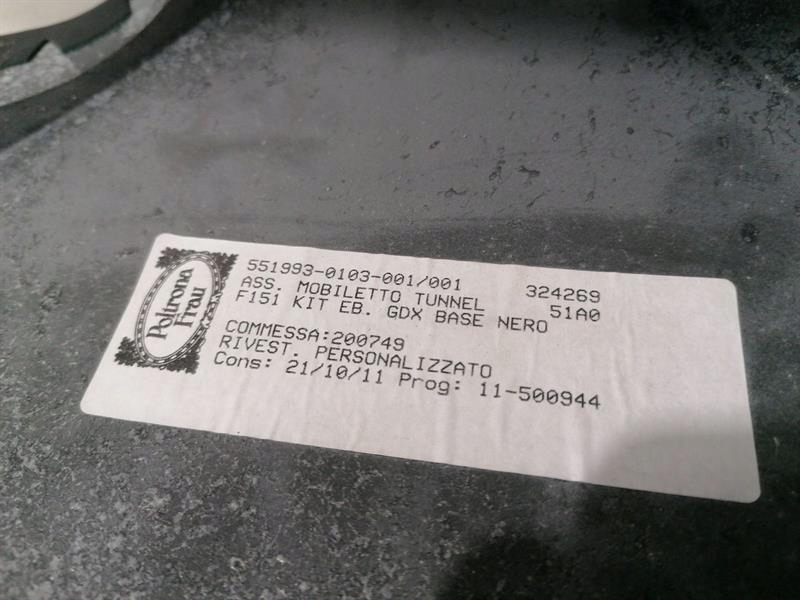 Poltrona
Frau
551993-0103-001/001 324269
ASS. MOBILETTO TUNNEL 51A0
F151 KIT EB. GDX BASE NERO
COMMESSA:200749
RIVEST. PERSONALIZZATO
Cons: 21/10/11 Prog: 11-500944